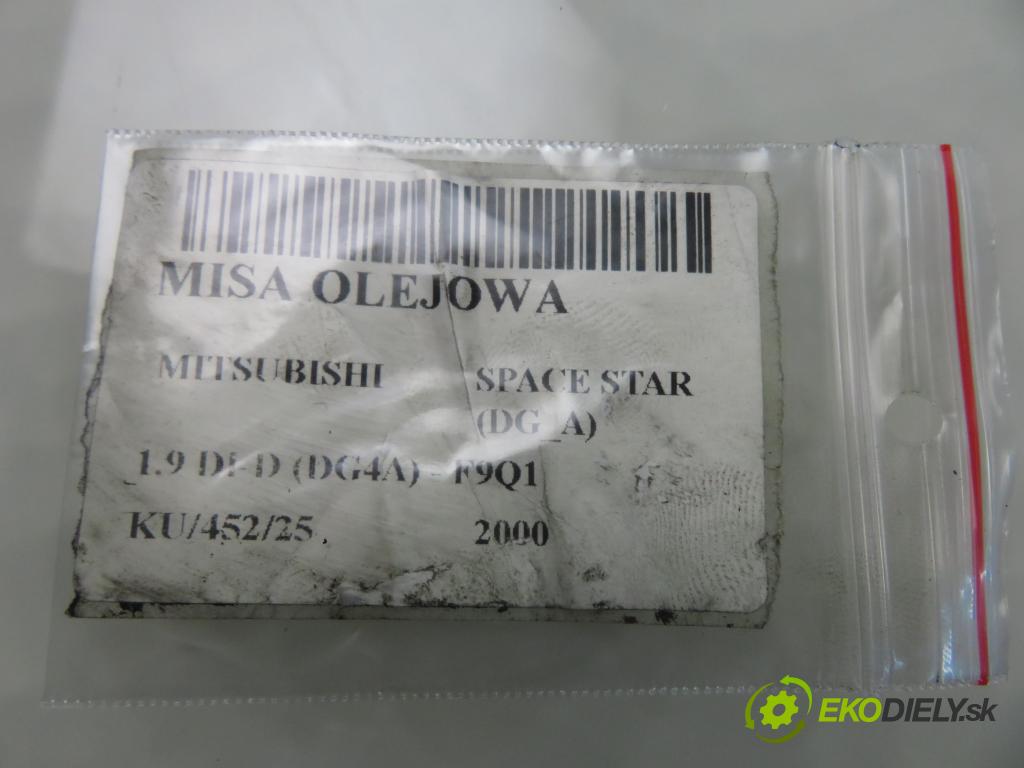 MISA OLEJOWA
MITSUBISHI SPACE STAR
(DG_A)
1.9 DI-D (DG4A) - F9Q1
KU/452/25 2000
EKODIELY.sk